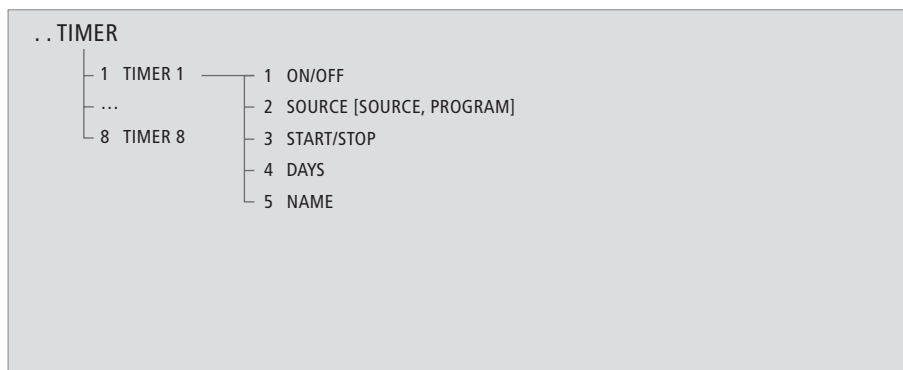 . . TIMER
1 TIMER 1 1 ON/OFF
... 2 SOURCE [SOURCE, PROGRAM]
8 TIMER 8 3 START/STOP
4 DAYS
5 NAME